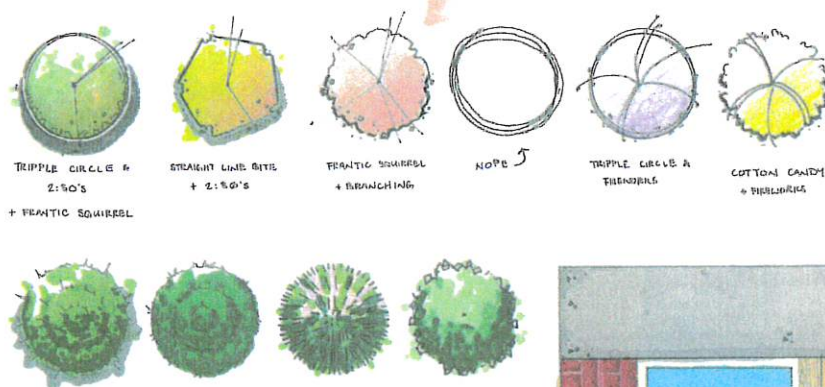 TRIPPLE CIRCLE &
2:50'S
+ FRANTIC SQUIRREL
STRAIGHT LINE BITE
+ 2:50'S
FRANTIC SQUIRREL
+ BRANCHING
NOPE
TRIPPLE CIRCLE &
FIREWORKS
COTTON CANDY
+ FIREWORKS